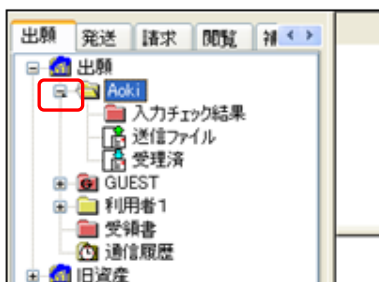 出願 発送 請求 閲覧
出願
Aoki
入力チェック結果
送信ファイル
受理済
GUEST
利用者1
受領書
通信履歴
旧資産